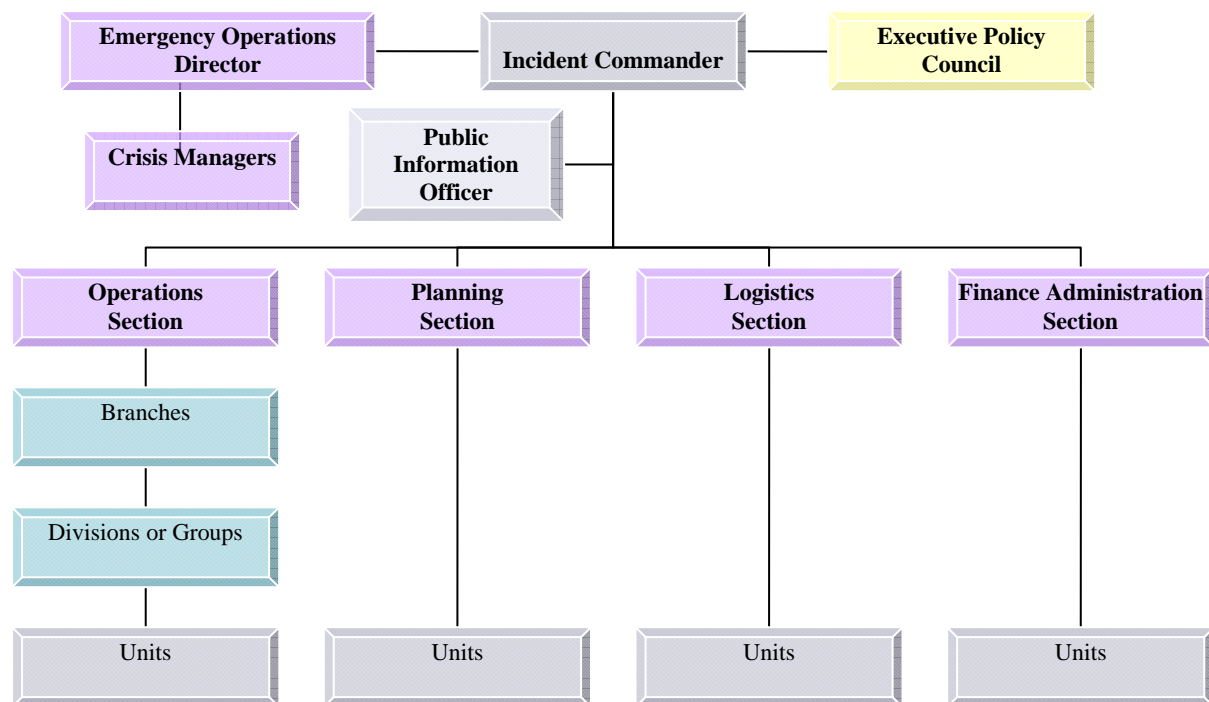 Emergency Operations
Director
Incident Commander
Executive Policy
Council
Crisis Managers
Public
Information
Officer
Operations
Section
Planning
Section
Logistics
Section
Finance Administration
Section
Branches
Divisions or Groups
Units
Units
Units
Units